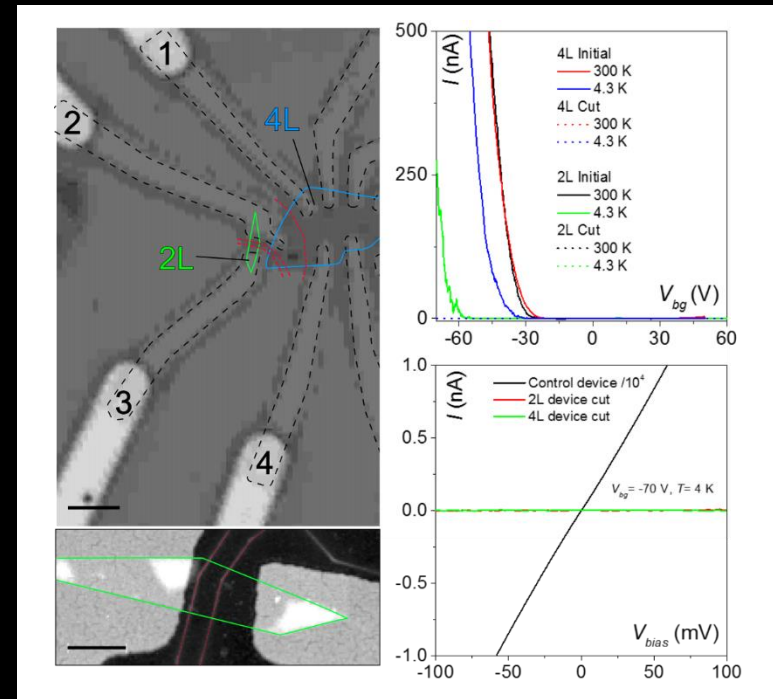 1
2
4L
2L
3
4
I (nA)
500
250
0
4L Initial
300 K
4.3 K
4L Cut
300 K
4.3 K
2L Initial
300 K
4.3 K
2L Cut
300 K
4.3 K
V_bg (V)
-60 -30 0 30 60
I (nA)
1.0
0.5
0.0
-0.5
-1.0
Control device /10⁴
2L device cut
4L device cut
V_bg = -70 V, T= 4 K
V_bias (mV)
-100 -50 0 50 100